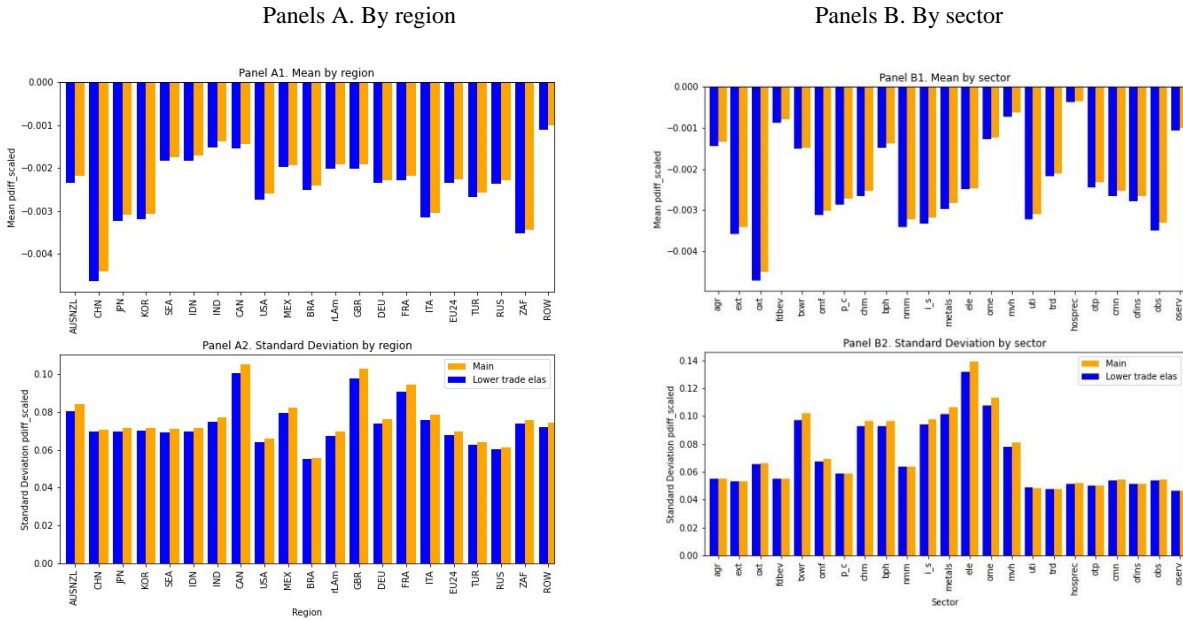 Panels A. By region
Panels B. By sector
Panel A1. Mean by region
0.000
−0.001
−0.002
−0.003
−0.004
Mean pdiff_scaled
AUSNZL
CHN
JPN
KOR
SEA
IDN
IND
CAN
USA
MEX
BRA
rLAm
GBR
DEU
FRA
ITA
EU24
TUR
RUS
ZAF
ROW
Panel A2. Standard Deviation by region
Main
Lower trade elas
0.10
0.08
0.06
0.04
0.02
0.00
Standard Deviation pdiff_scaled
AUSNZL
CHN
JPN
KOR
SEA
IDN
IND
CAN
USA
MEX
BRA
rLAm
GBR
DEU
FRA
ITA
EU24
TUR
RUS
ZAF
ROW
Region
Panel B1. Mean by sector
0.000
−0.001
−0.002
−0.003
−0.004
Mean pdiff_scaled
agr
ext
oxt
fdbev
txwr
omf
p_c
chm
bph
nmm
i_s
metals
ele
ome
mvh
uti
trd
hosprec
otp
cmn
ofins
obs
oserv
Panel B2. Standard Deviation by sector
Main
Lower trade elas
0.14
0.12
0.10
0.08
0.06
0.04
0.02
0.00
Standard Deviation pdiff_scaled
agr
ext
oxt
fdbev
txwr
omf
p_c
chm
bph
nmm
i_s
metals
ele
ome
mvh
uti
trd
hosprec
otp
cmn
ofins
obs
oserv
Sector